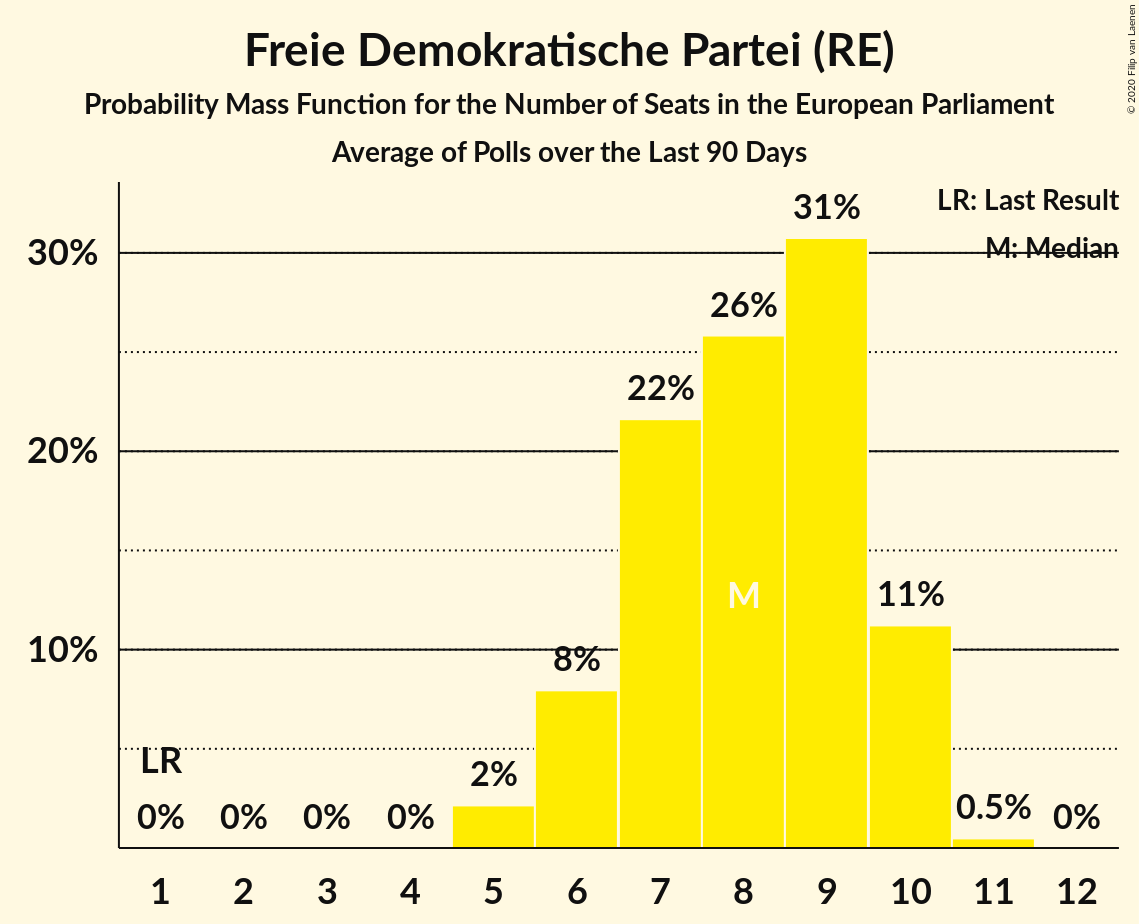 Freie Demokratische Partei (RE)
Probability Mass Function for the Number of Seats in the European Parliament
Average of Polls over the Last 90 Days
© 2020 Filip van Laenen
LR: Last Result
M: Median
31%
30%
26%
22%
20%
M
11%
10%
8%
LR
2%
0.5%
0% 0% 0% 0% 0%
1 2 3 4 5 6 7 8 9 10 11 12